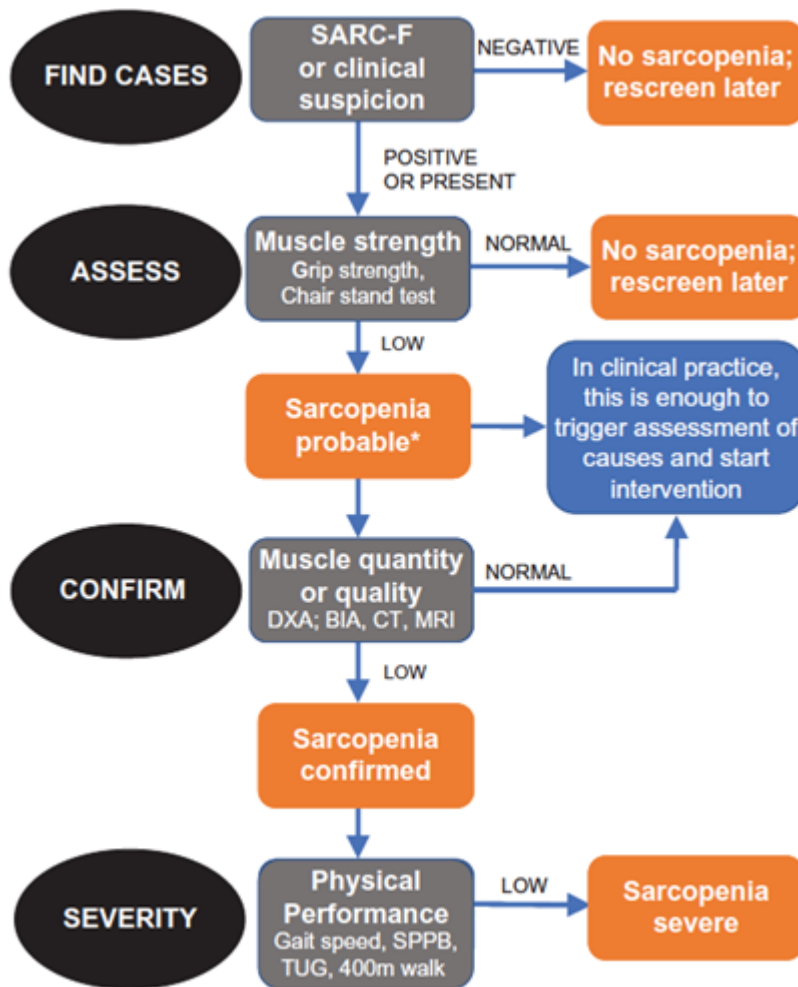 FIND CASES
SARC-F
or clinical
suspicion
NEGATIVE
No sarcopenia;
rescreen later
POSITIVE
OR PRESENT
ASSESS
Muscle strength
Grip strength,
Chair stand test
NORMAL
No sarcopenia;
rescreen later
LOW
Sarcopenia
probable*
In clinical practice,
this is enough to
trigger assessment of
causes and start
intervention
CONFIRM
Muscle quantity
or quality
DXA; BIA, CT, MRI
NORMAL
LOW
Sarcopenia
confirmed
SEVERITY
Physical
Performance
Gait speed, SPPB,
TUG, 400m walk
LOW
Sarcopenia
severe